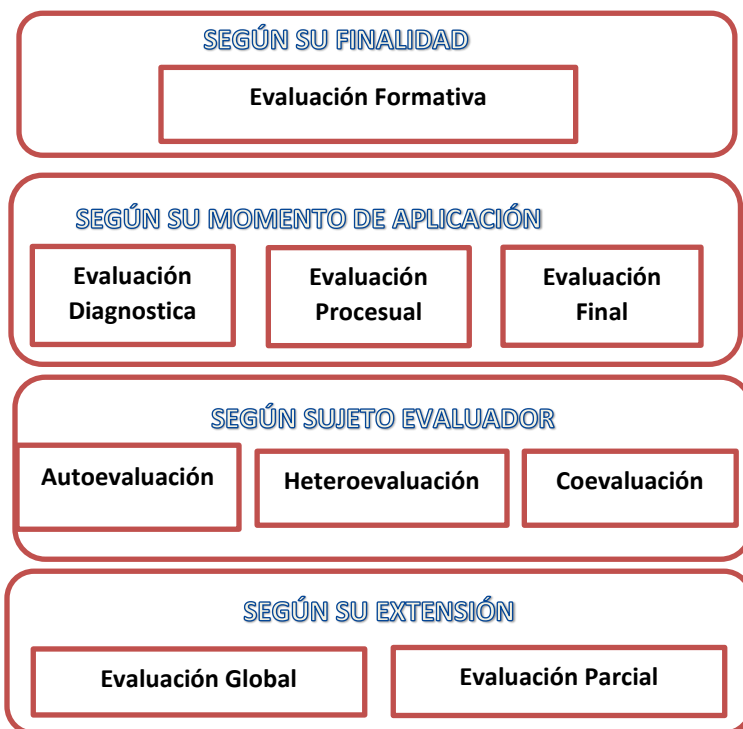 SEGÚN SU FINALIDAD
Evaluación Formativa
SEGÚN SU MOMENTO DE APLICACIÓN
Evaluación
Diagnostica
Evaluación
Procesual
Evaluación
Final
SEGÚN SUJETO EVALUADOR
Autoevaluación
Heteroevaluación
Coevaluación
SEGÚN SU EXTENSIÓN
Evaluación Global
Evaluación Parcial